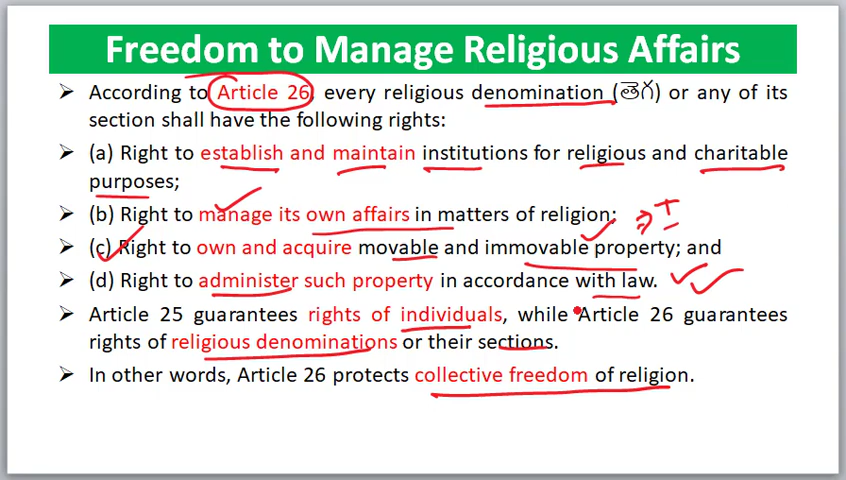 Freedom to Manage Religious Affairs
➢ According to Article 26, every religious denomination (తెగ) or any of its
section shall have the following rights:
➢ (a) Right to establish and maintain institutions for religious and charitable
purposes;
➢ (b) Right to manage its own affairs in matters of religion;
➢ (c) Right to own and acquire movable and immovable property; and
➢ (d) Right to administer such property in accordance with law.
➢ Article 25 guarantees rights of individuals, while Article 26 guarantees
rights of religious denominations or their sections.
➢ In other words, Article 26 protects collective freedom of religion.